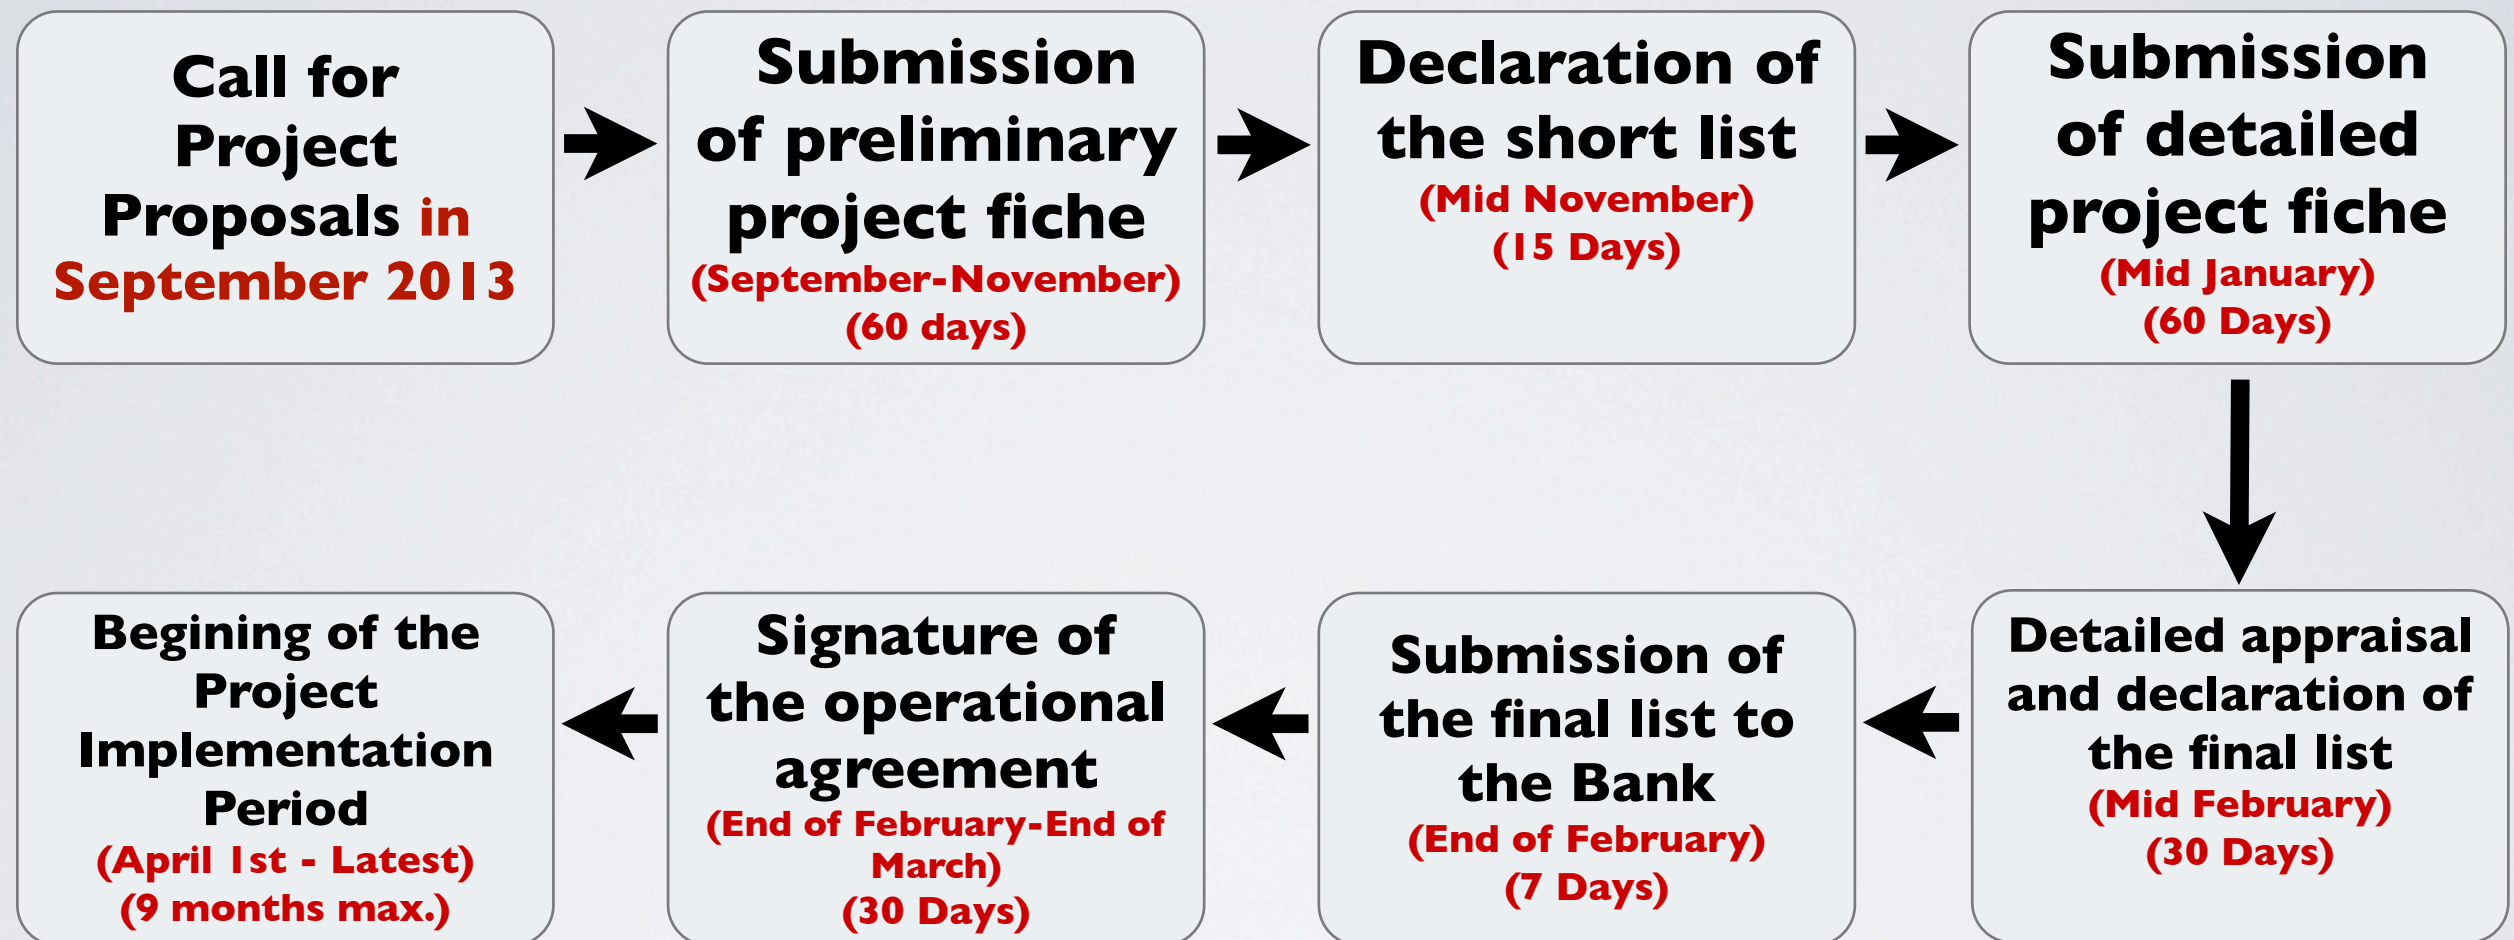 Call for
Project
Proposals in
September 2013
Submission
of preliminary
project fiche
(September-November)
(60 days)
Declaration of
the short list
(Mid November)
(15 Days)
Submission
of detailed
project fiche
(Mid January)
(60 Days)
Detailed appraisal
and declaration of
the final list
(Mid February)
(30 Days)
Submission of
the final list to
the Bank
(End of February)
(7 Days)
Signature of
the operational
agreement
(End of February-End of
March)
(30 Days)
Begining of the
Project
Implementation
Period
(April 1st - Latest)
(9 months max.)